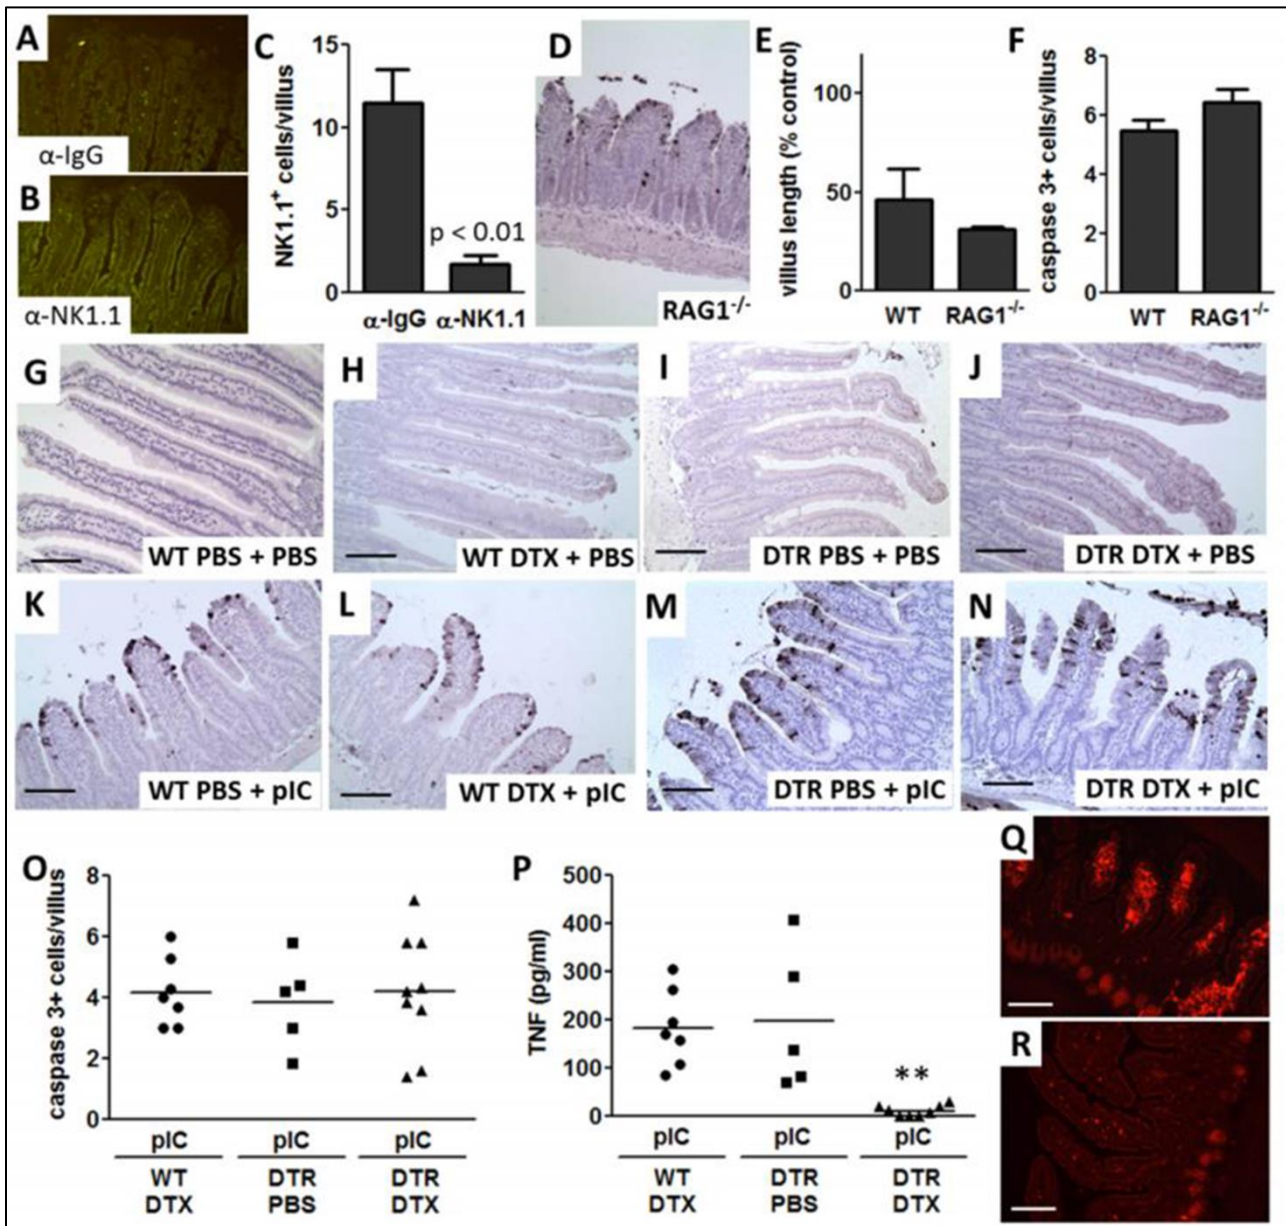 A
α-IgG
B
α-NK1.1
C
NK1.1⁺ cells/villus
15
10
5
0
p < 0.01
α-IgG α-NK1.1
D
RAG1⁻/⁻
E
villus length (% control)
100
50
0
WT RAG1⁻/⁻
F
caspase 3+ cells/villus
8
6
4
2
0
WT RAG1⁻/⁻
G
WT PBS + PBS
H
WT DTX + PBS
I
DTR PBS + PBS
J
DTR DTX + PBS
K
WT PBS + pIC
L
WT DTX + pIC
M
DTR PBS + pIC
N
DTR DTX + pIC
O
caspase 3+ cells/villus
8
6
4
2
0
pIC pIC pIC
WT DTR DTR
DTX PBS DTX
P
TNF (pg/ml)
500
400
300
200
100
0
**
pIC pIC pIC
WT DTR DTR
DTX PBS DTX
Q
R